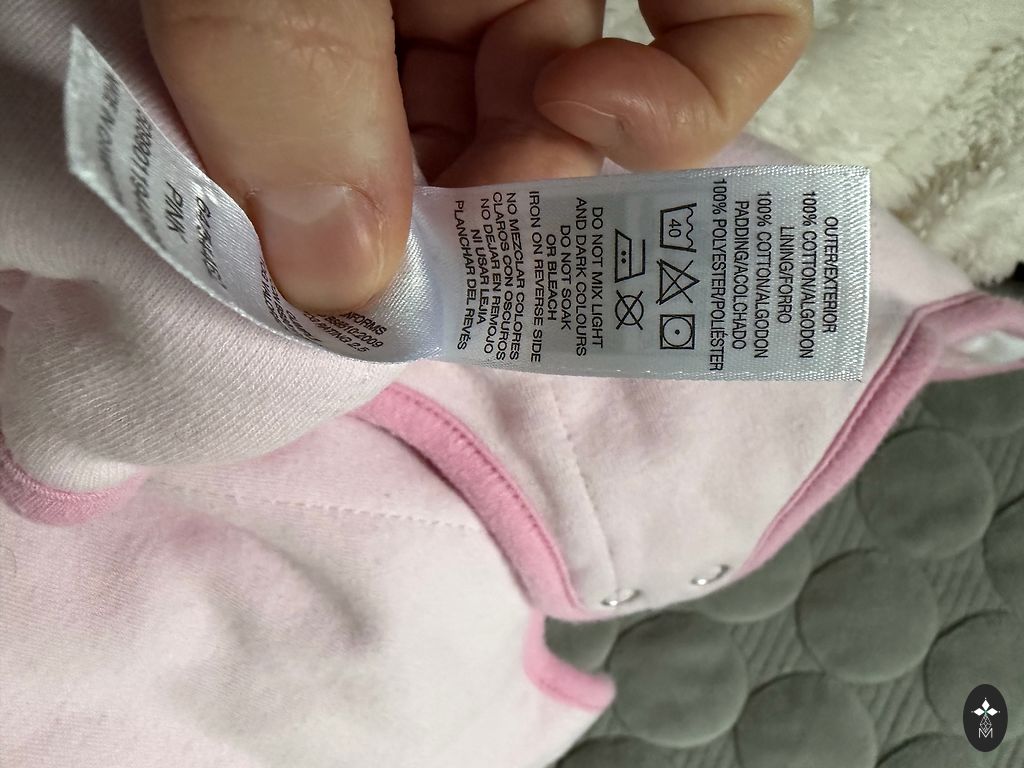 OUTER/EXTERIOR
100% COTTON/ALGODON
LINING/FORRO
100% COTTON/ALGODON
PADDING/ACOLCHADO
100% POLYESTER/POLIÉSTER
40
DO NOT MIX LIGHT
AND DARK COLOURS
DO NOT SOAK
OR BLEACH
IRON ON REVERSE SIDE
NO MEZCLAR COLORES
CLAROS CON OSCUROS
NO DEJAR EN REMOJO
NI USAR LEJIA
PLANCHAR DEL REVÉS
2.5
PINK
M